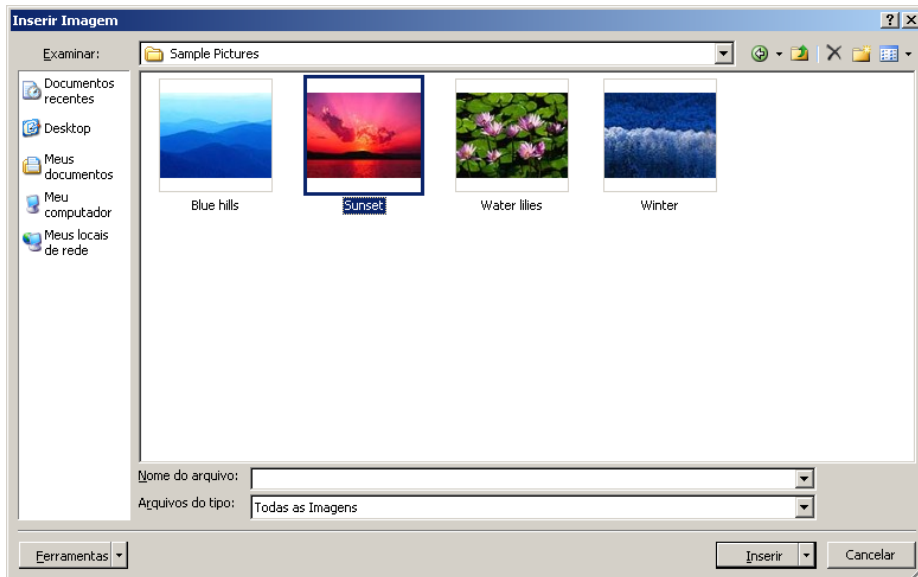 Inserir Imagem
Examinar:
Sample Pictures
Documentos
recentes
Desktop
Meus
documentos
Meu
computador
Meus locais
de rede
Blue hills
Sunset
Water lilies
Winter
Nome do arquivo:
Arquivos do tipo:
Todas as Imagens
Ferramentas
Inserir
Cancelar